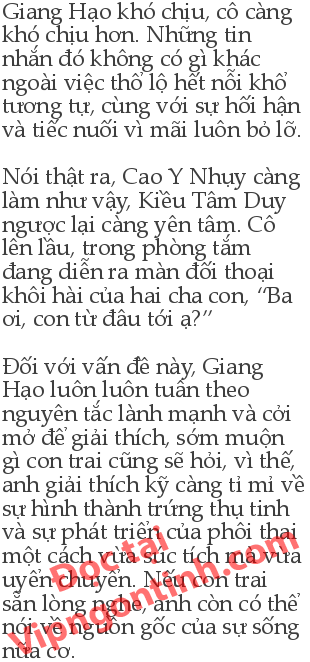 Giang Hạo khó chịu, cô càng
khó chịu hơn. Những tin
nhắn đó không có gì khác
ngoài việc thổ lộ hết nỗi khổ
tương tự, cùng với sự hối hận
và tiếc nuối vì mãi luôn bỏ lỡ.
Nói thật ra, Cao Y Nhụy càng
làm như vậy, Kiều Tâm Duy
ngược lại càng yên tâm. Cô
lên lầu, trong phòng tắm
đang diễn ra màn đối thoại
khôi hài của hai cha con, “Ba
ơi, con từ đâu tới ạ?”
Đối với vấn đề này, Giang
Hạo luôn luôn tuân theo
nguyên tắc lành mạnh và cởi
mở để giải thích, sớm muộn
gì con trai cũng sẽ hỏi, vì thế,
anh giải thích kỹ càng tỉ mỉ về
sự hình thành trứng thụ tinh
và sự phát triển của phôi thai
một cách vừa súc tích mà vừa
uyển chuyển. Nếu con trai
sẵn lòng nghe, anh còn có thể
nói về nguồn gốc của sự sống
nữa cơ.
Đọc tại
Vipngontinh.com